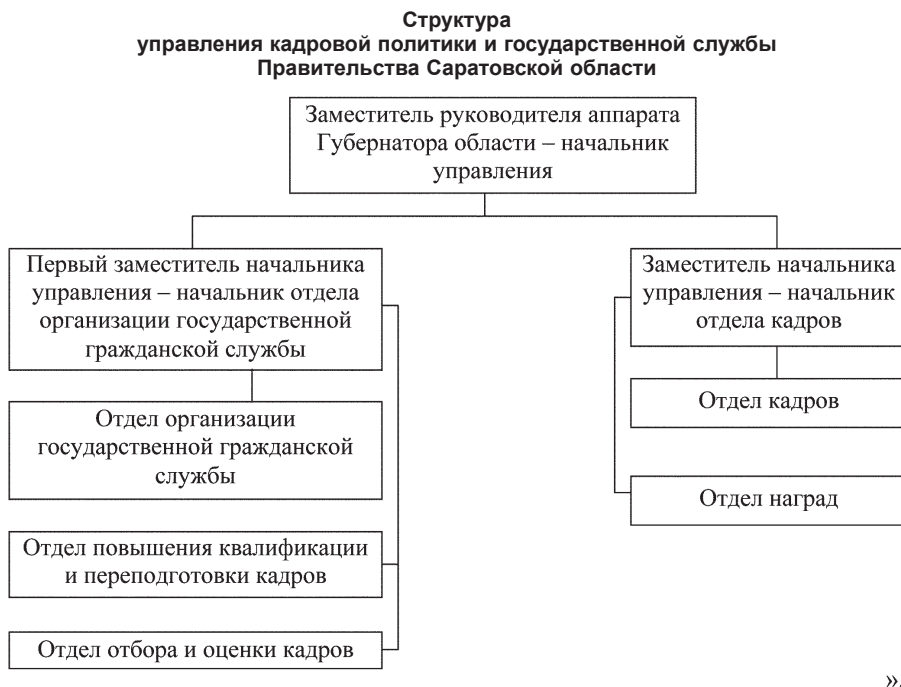 Структура
управления кадровой политики и государственной службы
Правительства Саратовской области
Заместитель руководителя аппарата
Губернатора области – начальник
управления
Первый заместитель начальника
управления – начальник отдела
организации государственной
гражданской службы
Заместитель начальника
управления – начальник
отдела кадров
Отдел организации
государственной гражданской
службы
Отдел кадров
Отдел наград
Отдел повышения квалификации
и переподготовки кадров
Отдел отбора и оценки кадров
».